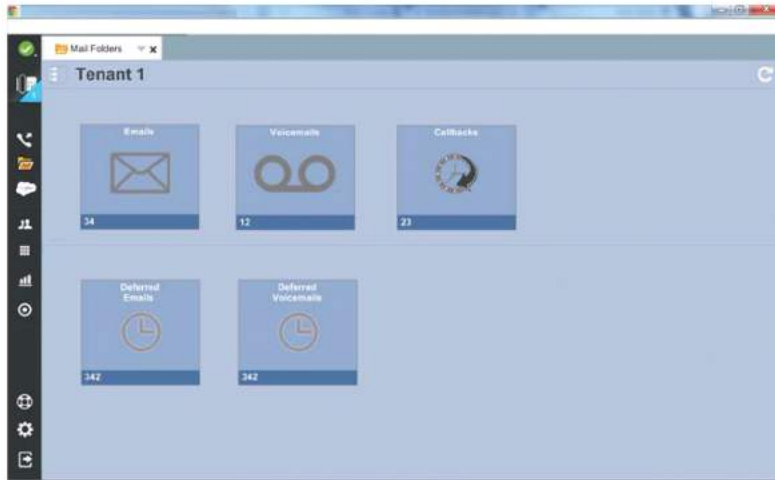 Mail Folders
Tenant 1
Emails
Voicemails
Callbacks
34
12
23
Deferred
Emails
Deferred
Voicemails
342
342